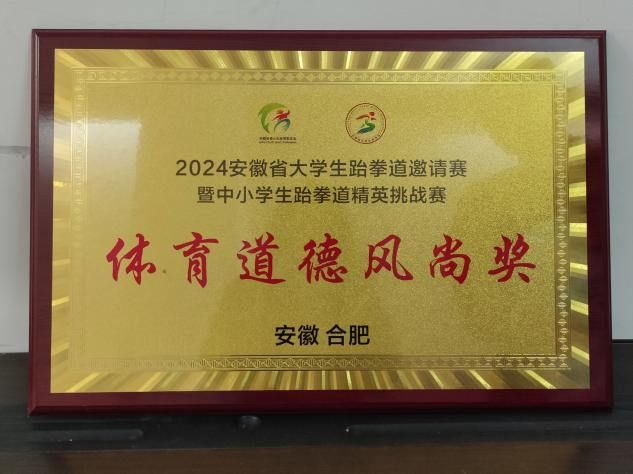 2024安徽省大学生跆拳道邀请赛
暨中小学生跆拳道精英挑战赛
体育道德风尚奖
安徽 合肥